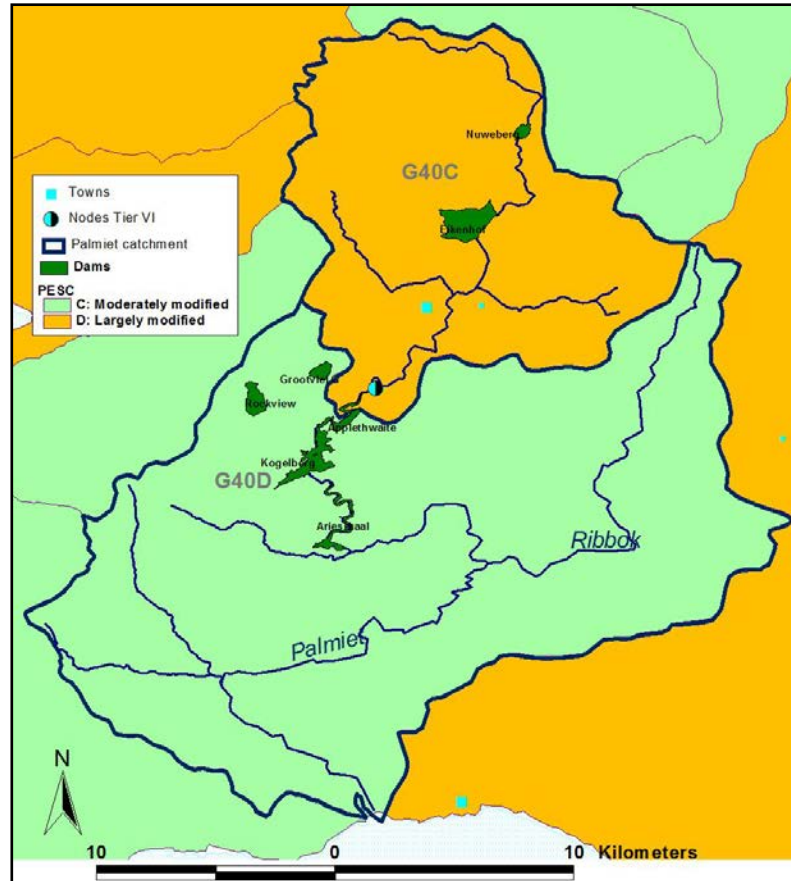 Nuweberg
G40C
Eikenhof
Towns
Nodes Tier VI
Palmiet catchment
Dams
PESC
C: Moderately modified
D: Largely modified
Grootvlei
Rockview
Applethwaite
Kogelberg
G40D
Arieskraal
Ribbok
Palmiet
N
10 0 10 Kilometers